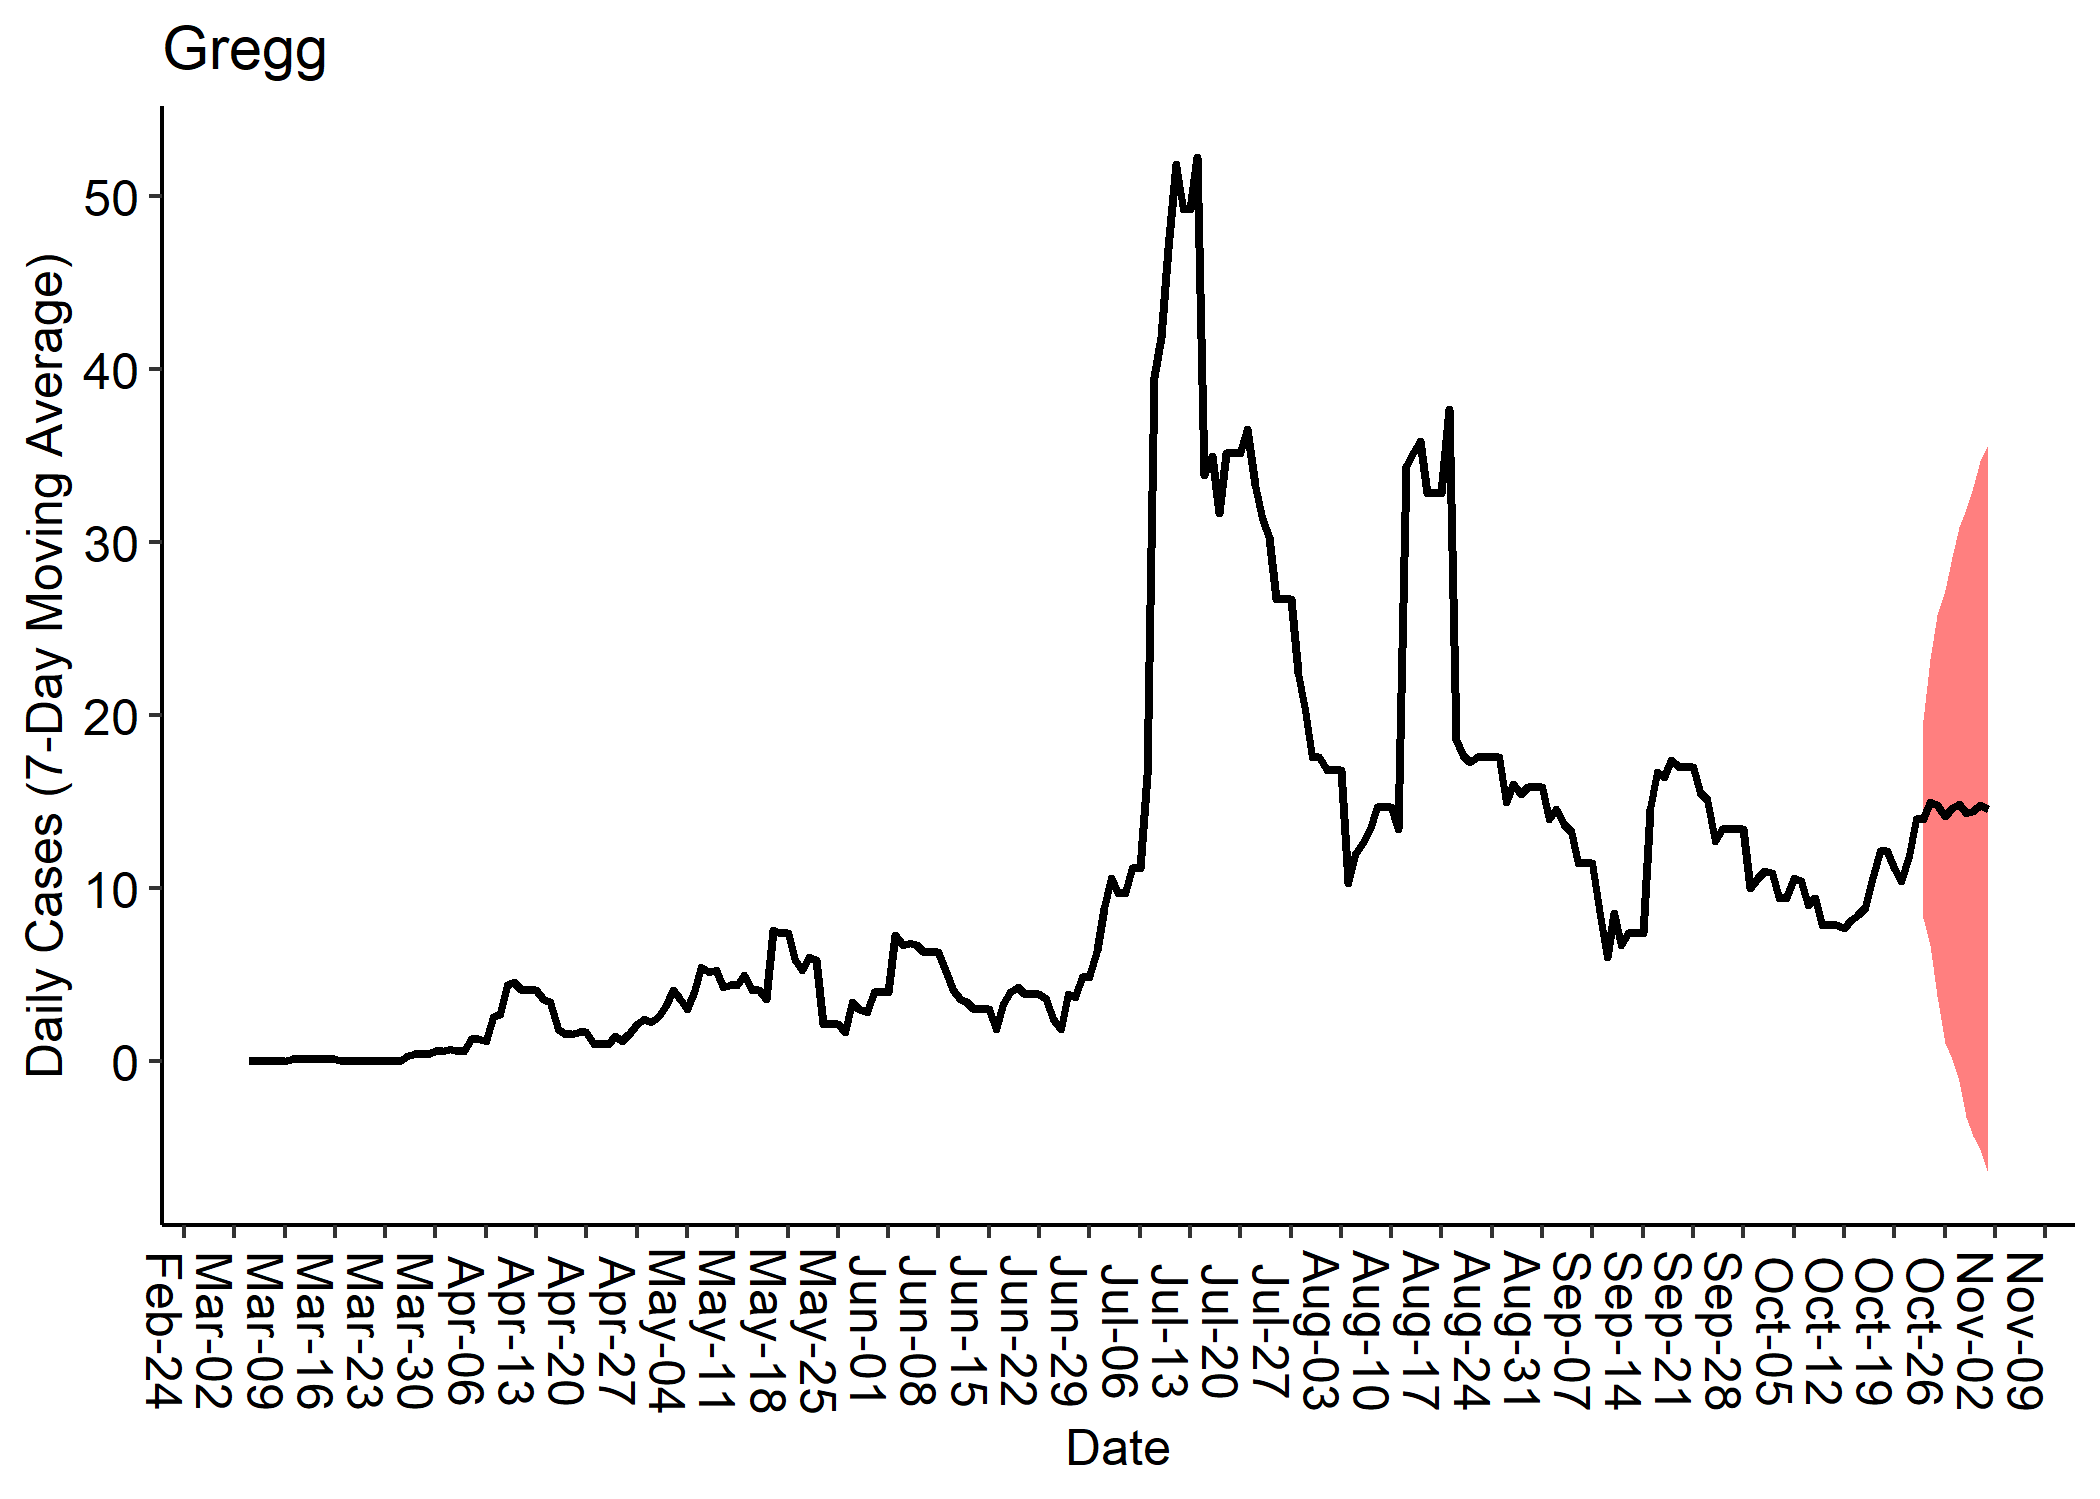 Gregg
Daily Cases (7-Day Moving Average)
50
40
30
20
10
0
Feb-24
Mar-02
Mar-09
Mar-16
Mar-23
Mar-30
Apr-06
Apr-13
Apr-20
Apr-27
May-04
May-11
May-18
May-25
Jun-01
Jun-08
Jun-15
Jun-22
Jun-29
Jul-06
Jul-13
Jul-20
Jul-27
Aug-03
Aug-10
Aug-17
Aug-24
Aug-31
Sep-07
Sep-14
Sep-21
Sep-28
Oct-05
Oct-12
Oct-19
Oct-26
Nov-02
Nov-09
Date